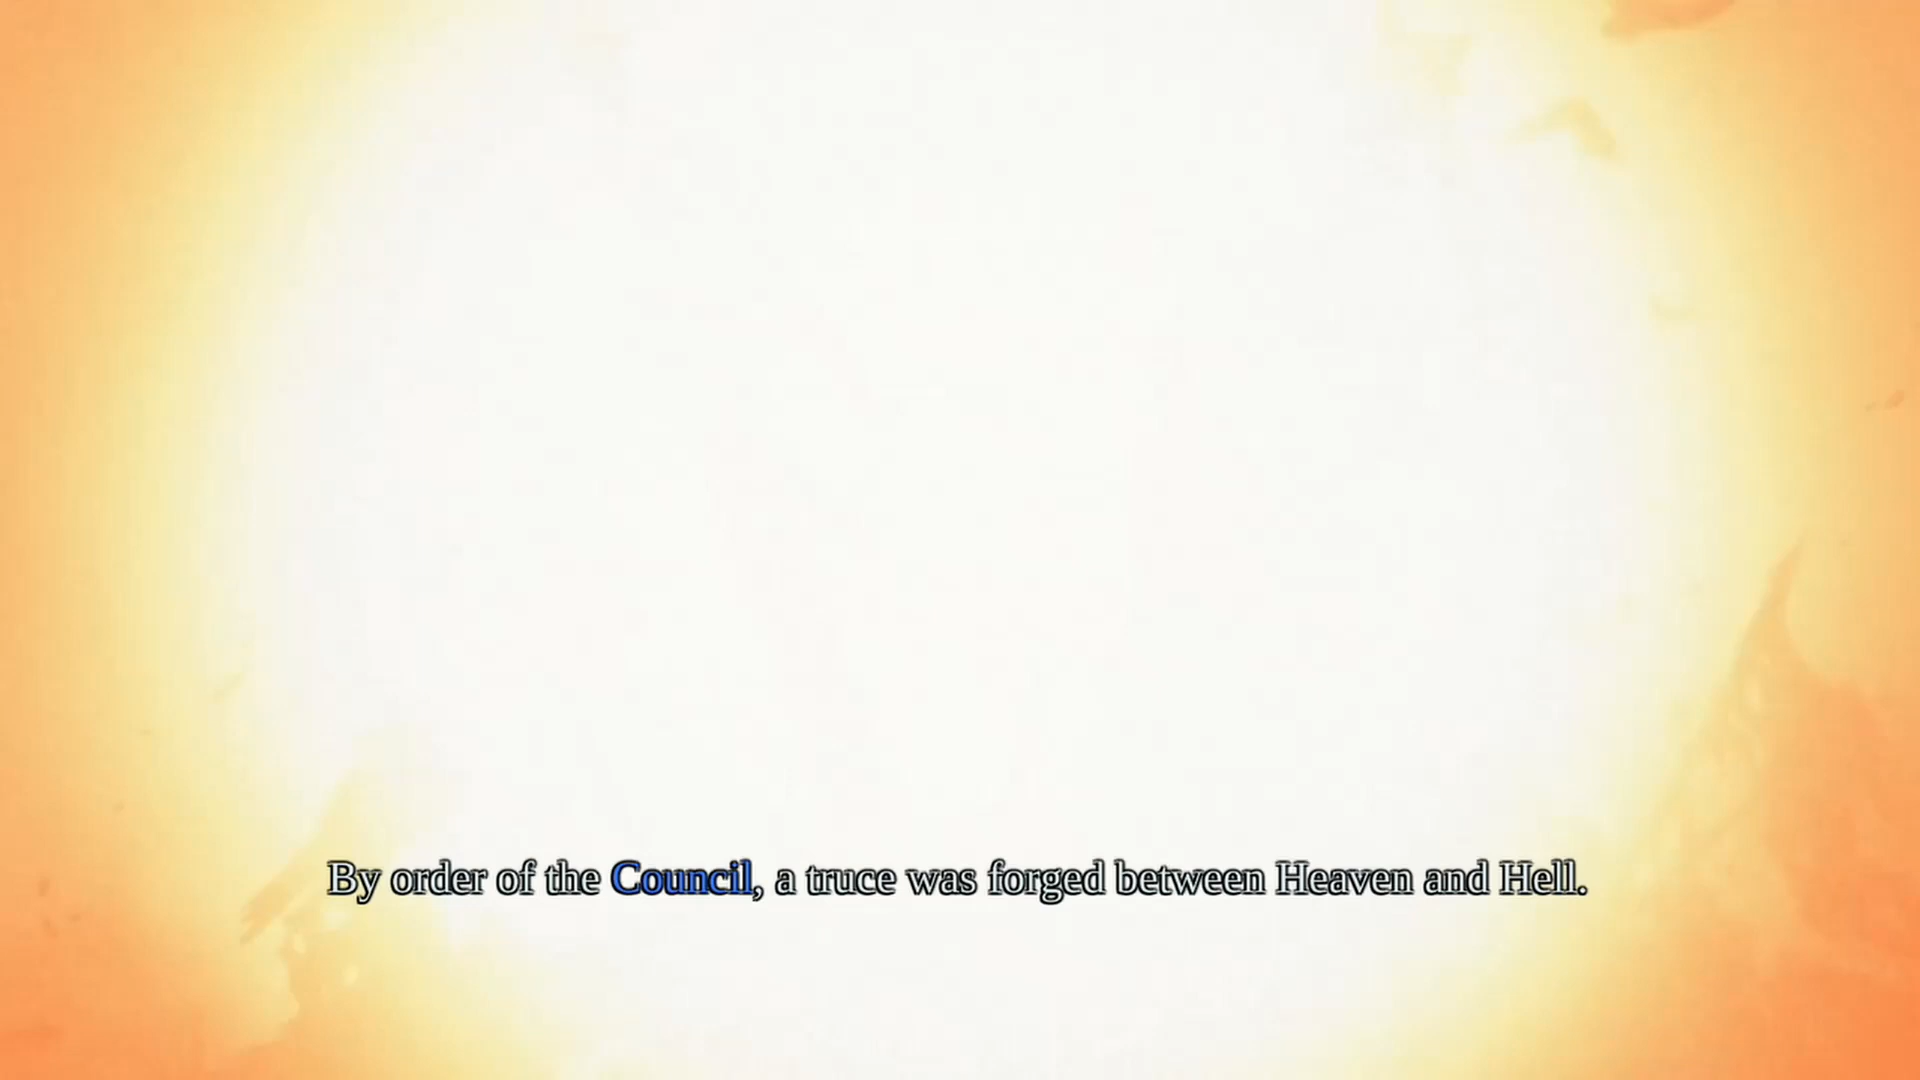 By order of the Council, a truce was forged between Heaven and Hell.